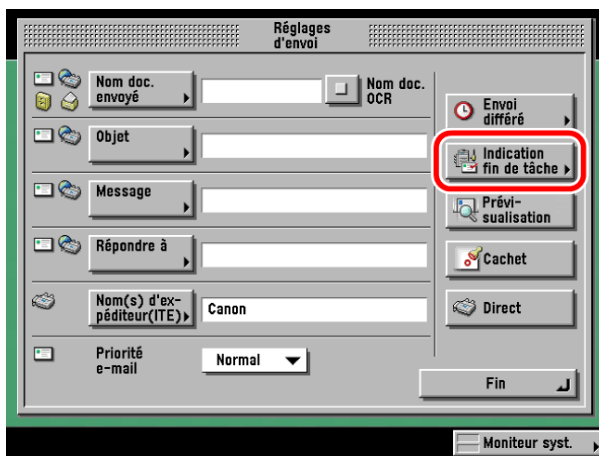 Réglages
d'envoi
Nom doc.
envoyé
Nom doc.
OCR
Objet
Message
Répondre à
Nom(s) d'ex-
péditeur(ITE)
Canon
Priorité
e-mail
Normal
Envoi
différé
Indication
fin de tâche
Prévi-
sualisation
Cachet
Direct
Fin
Moniteur syst.